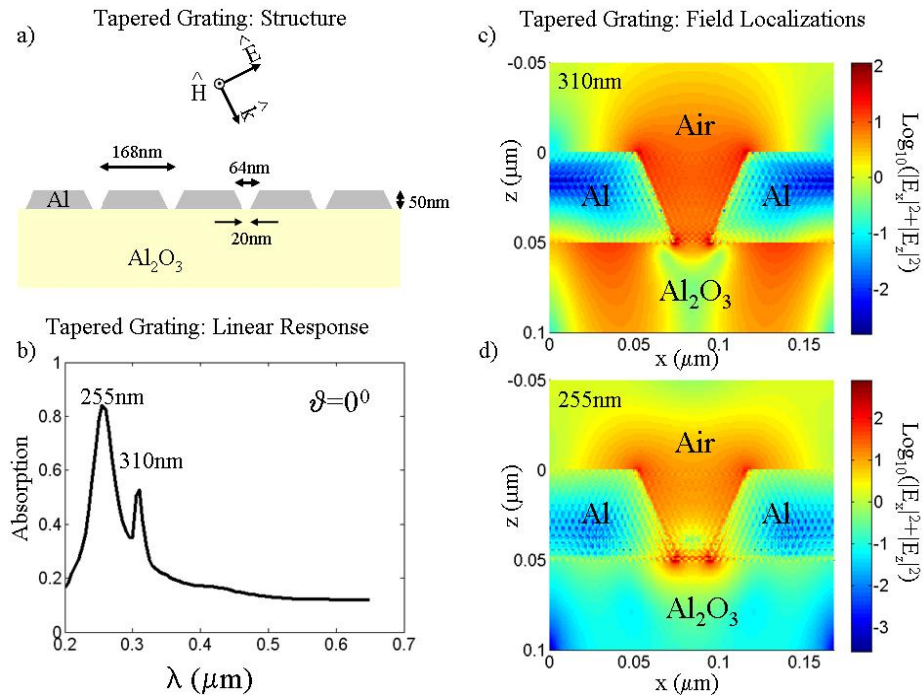 Tapered Grating: Structure
a)
Ê
Ĥ
k̂
168nm
64nm
Al
50nm
20nm
Al₂O₃
Tapered Grating: Linear Response
b)
1
0.8
0.6
0.4
0.2
0
255nm
310nm
ϑ=0⁰
Absorption
0.2 0.3 0.4 0.5 0.6 0.7
λ (μm)
Tapered Grating: Field Localizations
c)
-0.05
0
0.05
0.1
z (μm)
310nm
Air
Al
Al
Al₂O₃
0 0.05 0.1 0.15
x (μm)
2
1
0
-1
-2
Log₁₀(|Eₓ|²+|E_z|²)
d)
-0.05
0
0.05
0.1
z (μm)
255nm
Air
Al
Al
Al₂O₃
0 0.05 0.1 0.15
x (μm)
2
1
0
-1
-2
-3
Log₁₀(|Eₓ|²+|E_z|²)